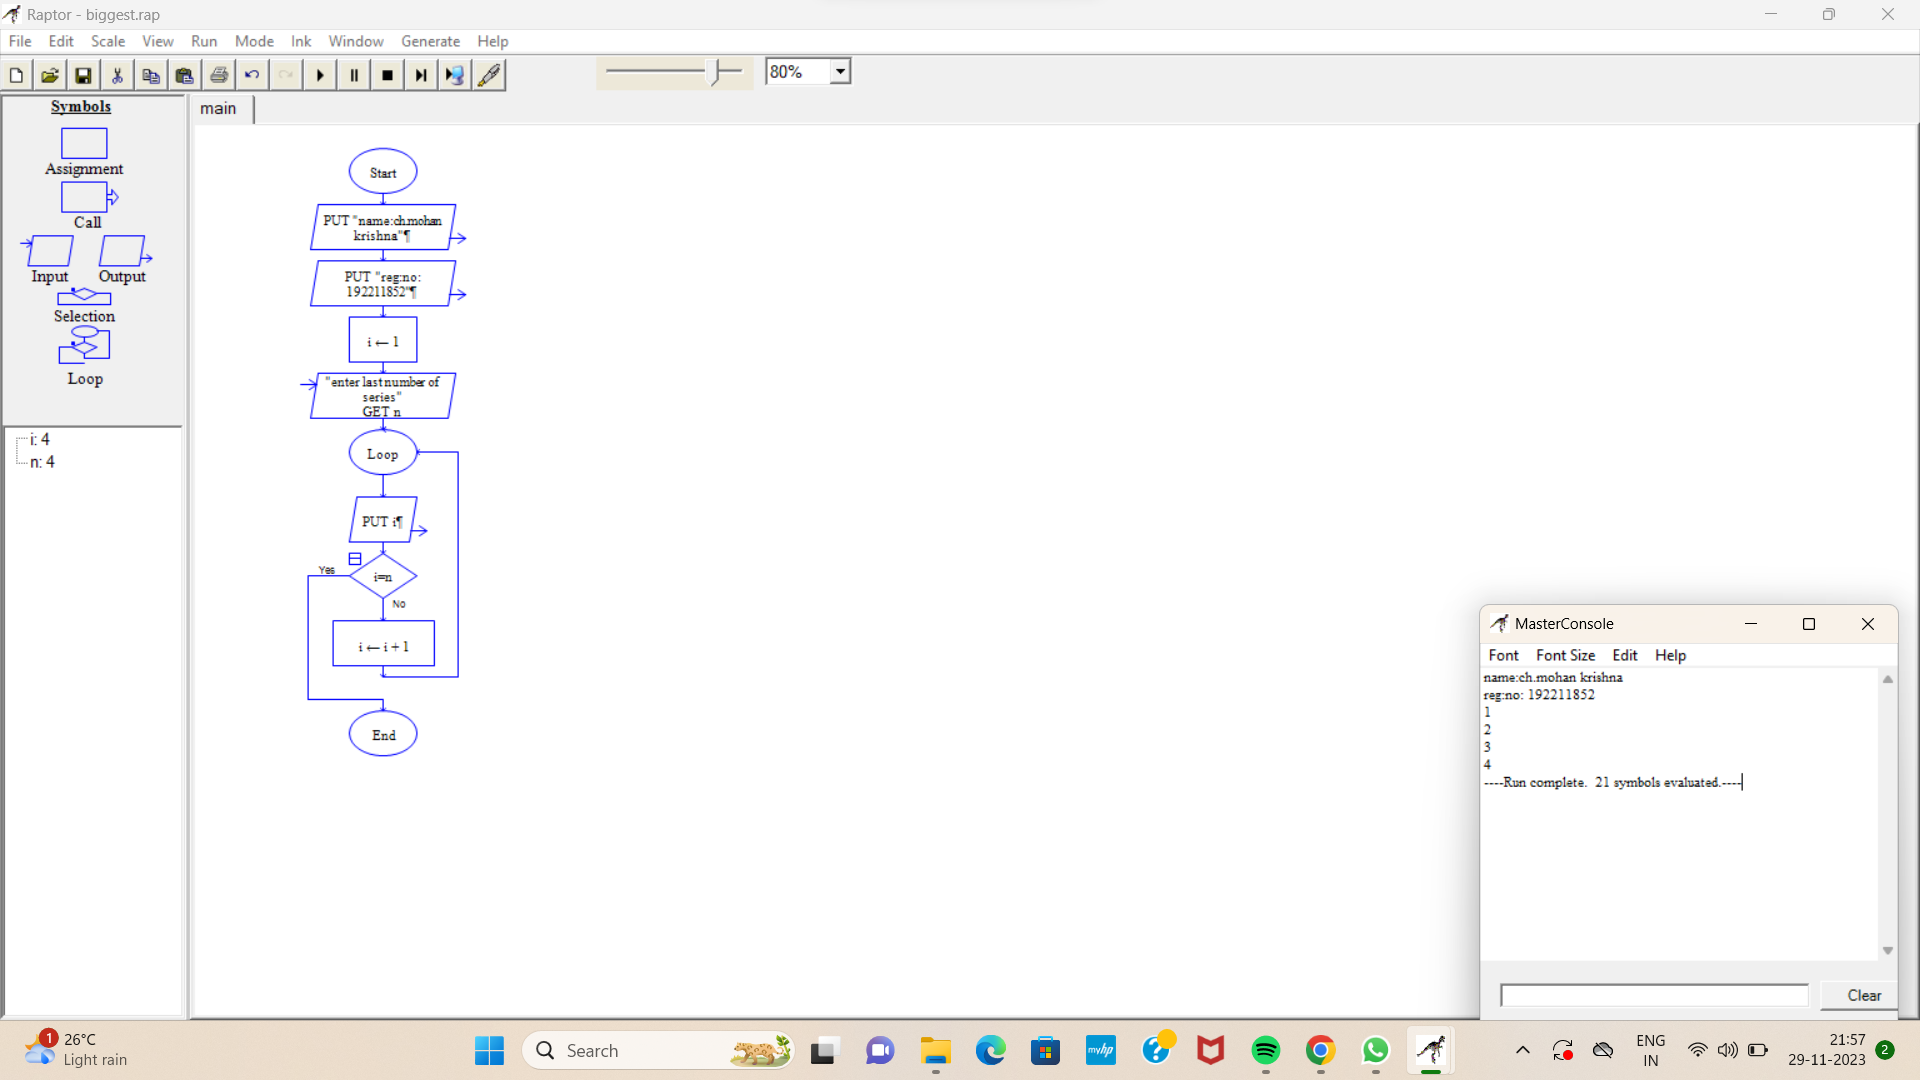 Raptor - biggest.rap
File Edit Scale View Run Mode Ink Window Generate Help
80%
Symbols
Assignment
Call
Input Output
Selection
Loop
i: 4
n: 4
main
Start
PUT "name:ch.mohan
krishna"¶
PUT "reg:no:
192211852"¶
i ← 1
"enter last number of
series"
GET n
Loop
PUT i¶
Yes
i=n
No
i ← i + 1
End
MasterConsole
Font Font Size Edit Help
name:ch.mohan krishna
reg:no: 192211852
1
2
3
4
----Run complete.  21 symbols evaluated.----
Clear
1
26°C
Light rain
Search
myhp
ENG
IN
21:57
29-11-2023
2